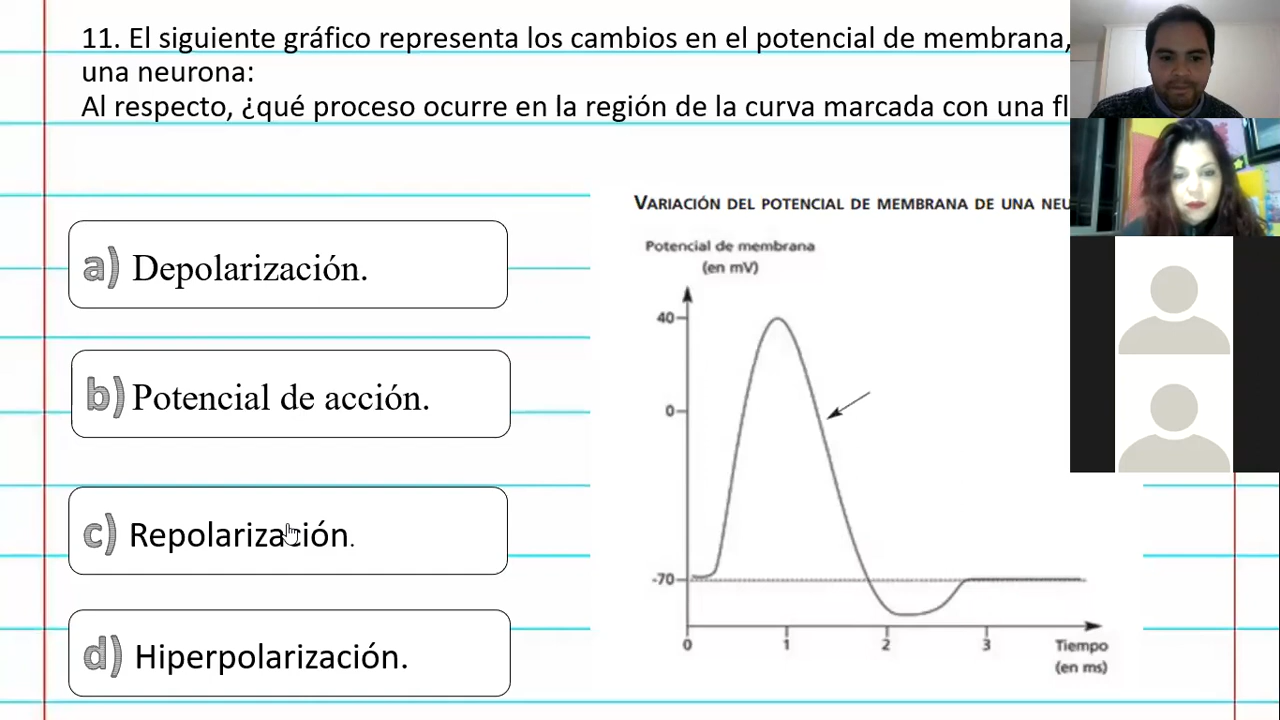 11. El siguiente gráfico representa los cambios en el potencial de membrana,
una neurona:
Al respecto, ¿qué proceso ocurre en la región de la curva marcada con una
VARIACIÓN DEL POTENCIAL DE MEMBRANA DE UNA
Potencial de membrana
(en mV)
a) Depolarización.
b) Potencial de acción.
c) Repolarización.
d) Hiperpolarización.
40
0
-70
0 1 2 3 Tiempo
(en ms)